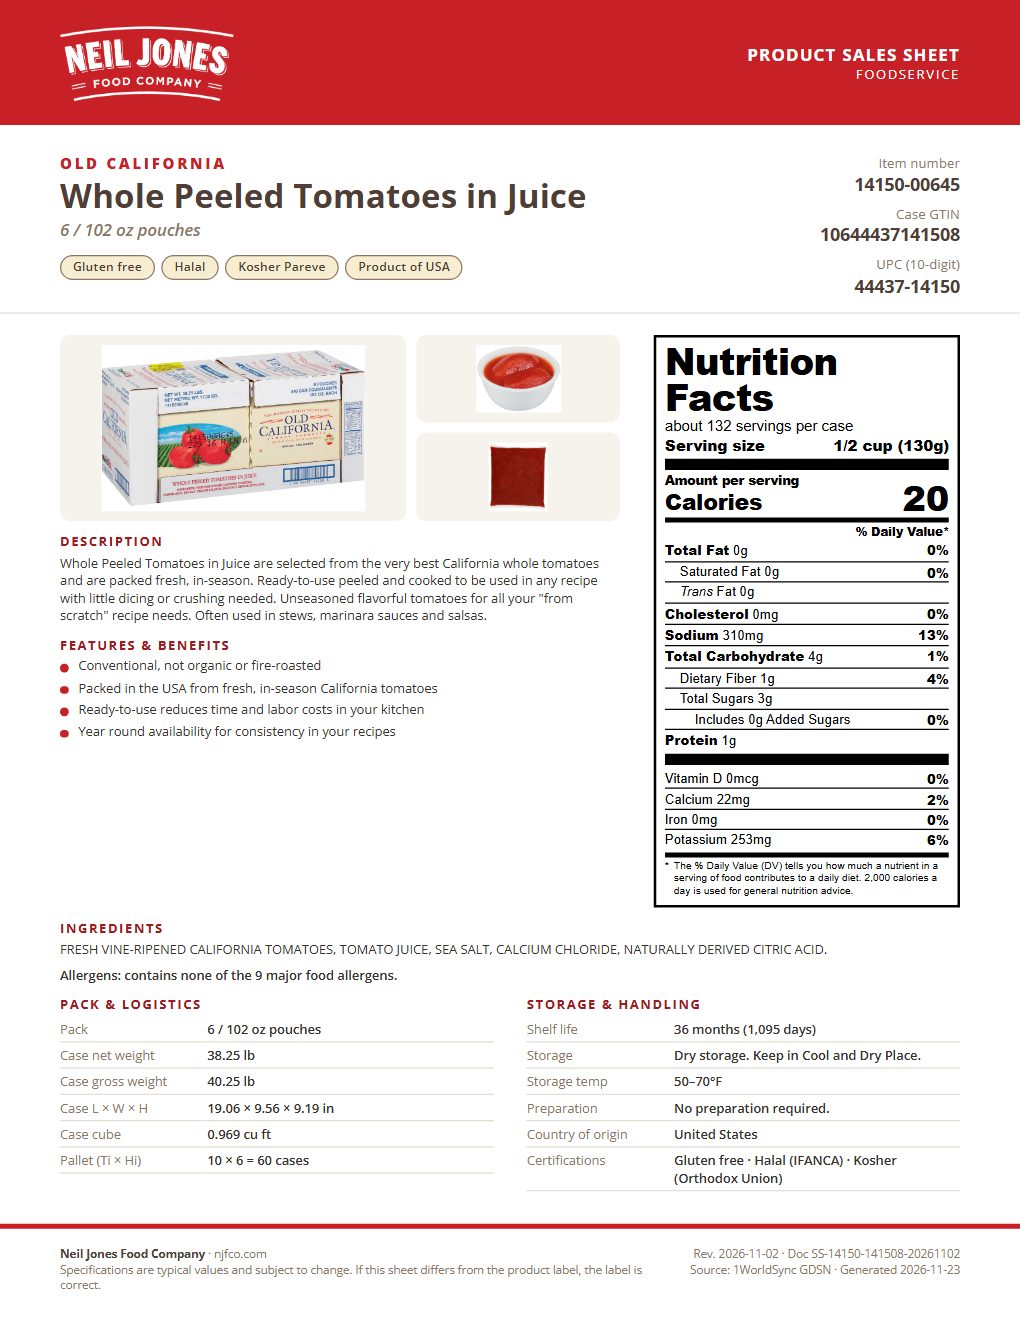 NEIL JONES
FOOD COMPANY
PRODUCT SALES SHEET
FOODSERVICE
OLD CALIFORNIA
Whole Peeled Tomatoes in Juice
6 / 102 oz pouches
Gluten free
Halal
Kosher Pareve
Product of USA
Item number
14150-00645
Case GTIN
10644437141508
UPC (10-digit)
44437-14150
OLD
CALIFORNIA
WHOLE PEELED TOMATOES IN JUICE
DESCRIPTION
Whole Peeled Tomatoes in Juice are selected from the very best California whole tomatoes
and are packed fresh, in-season. Ready-to-use peeled and cooked to be used in any recipe
with little dicing or crushing needed. Unseasoned flavorful tomatoes for all your "from
scratch" recipe needs. Often used in stews, marinara sauces and salsas.
FEATURES & BENEFITS
Conventional, not organic or fire-roasted
Packed in the USA from fresh, in-season California tomatoes
Ready-to-use reduces time and labor costs in your kitchen
Year round availability for consistency in your recipes
Nutrition
Facts
about 132 servings per case
Serving size 1/2 cup (130g)
Amount per serving
Calories 20
% Daily Value*
Total Fat 0g 0%
Saturated Fat 0g 0%
Trans Fat 0g
Cholesterol 0mg 0%
Sodium 310mg 13%
Total Carbohydrate 4g 1%
Dietary Fiber 1g 4%
Total Sugars 3g
Includes 0g Added Sugars 0%
Protein 1g
Vitamin D 0mcg 0%
Calcium 22mg 2%
Iron 0mg 0%
Potassium 253mg 6%
* The % Daily Value (DV) tells you how much a nutrient in a
serving of food contributes to a daily diet. 2,000 calories a
day is used for general nutrition advice.
INGREDIENTS
FRESH VINE-RIPENED CALIFORNIA TOMATOES, TOMATO JUICE, SEA SALT, CALCIUM CHLORIDE, NATURALLY DERIVED CITRIC ACID.
Allergens: contains none of the 9 major food allergens.
PACK & LOGISTICS
Pack 6 / 102 oz pouches
Case net weight 38.25 lb
Case gross weight 40.25 lb
Case L × W × H 19.06 × 9.56 × 9.19 in
Case cube 0.969 cu ft
Pallet (Ti × Hi) 10 × 6 = 60 cases
STORAGE & HANDLING
Shelf life 36 months (1,095 days)
Storage Dry storage. Keep in Cool and Dry Place.
Storage temp 50–70°F
Preparation No preparation required.
Country of origin United States
Certifications Gluten free · Halal (IFANCA) · Kosher
(Orthodox Union)
Neil Jones Food Company · njfco.com
Specifications are typical values and subject to change. If this sheet differs from the product label, the label is
correct.
Rev. 2026-11-02 · Doc SS-14150-141508-20261102
Source: 1WorldSync GDSN · Generated 2026-11-23